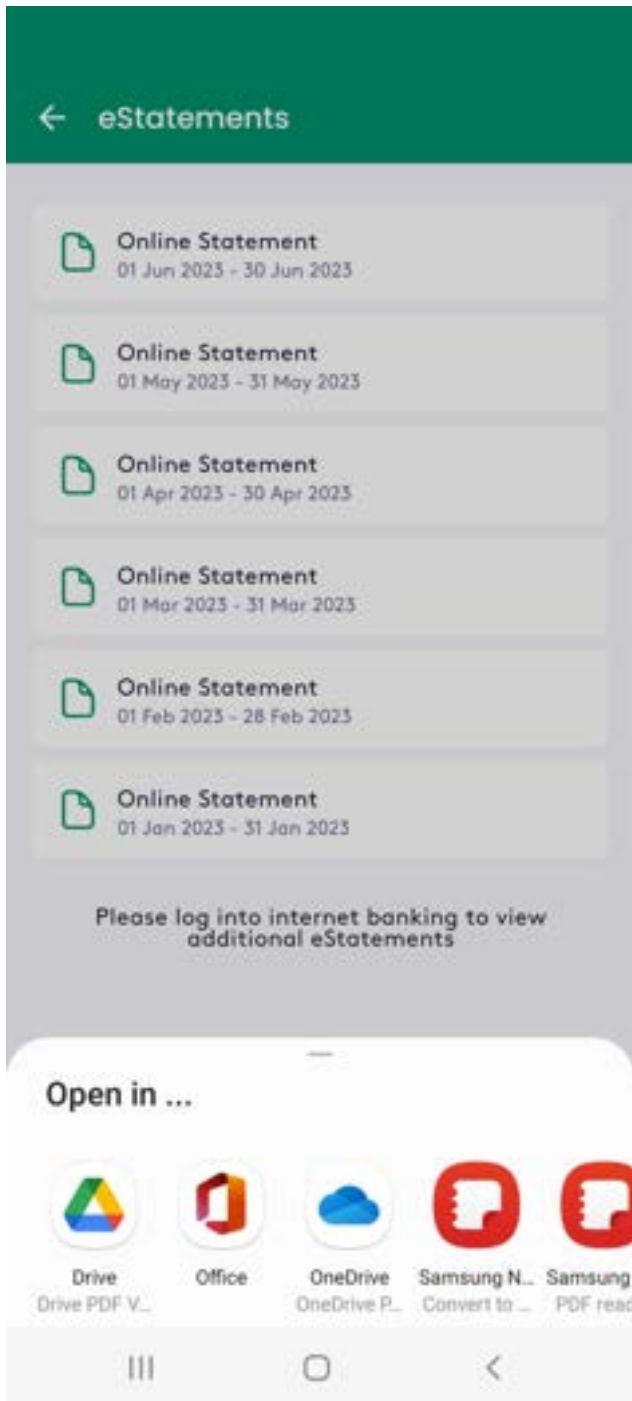 eStatements
Online Statement
01 Jun 2023 - 30 Jun 2023
Online Statement
01 May 2023 - 31 May 2023
Online Statement
01 Apr 2023 - 30 Apr 2023
Online Statement
01 Mar 2023 - 31 Mar 2023
Online Statement
01 Feb 2023 - 28 Feb 2023
Online Statement
01 Jan 2023 - 31 Jan 2023
Please log into internet banking to view
additional eStatements
Open in ...
Drive Office OneDrive Samsung N... Samsung
Drive PDF V... OneDrive P... Convert to ... PDF read